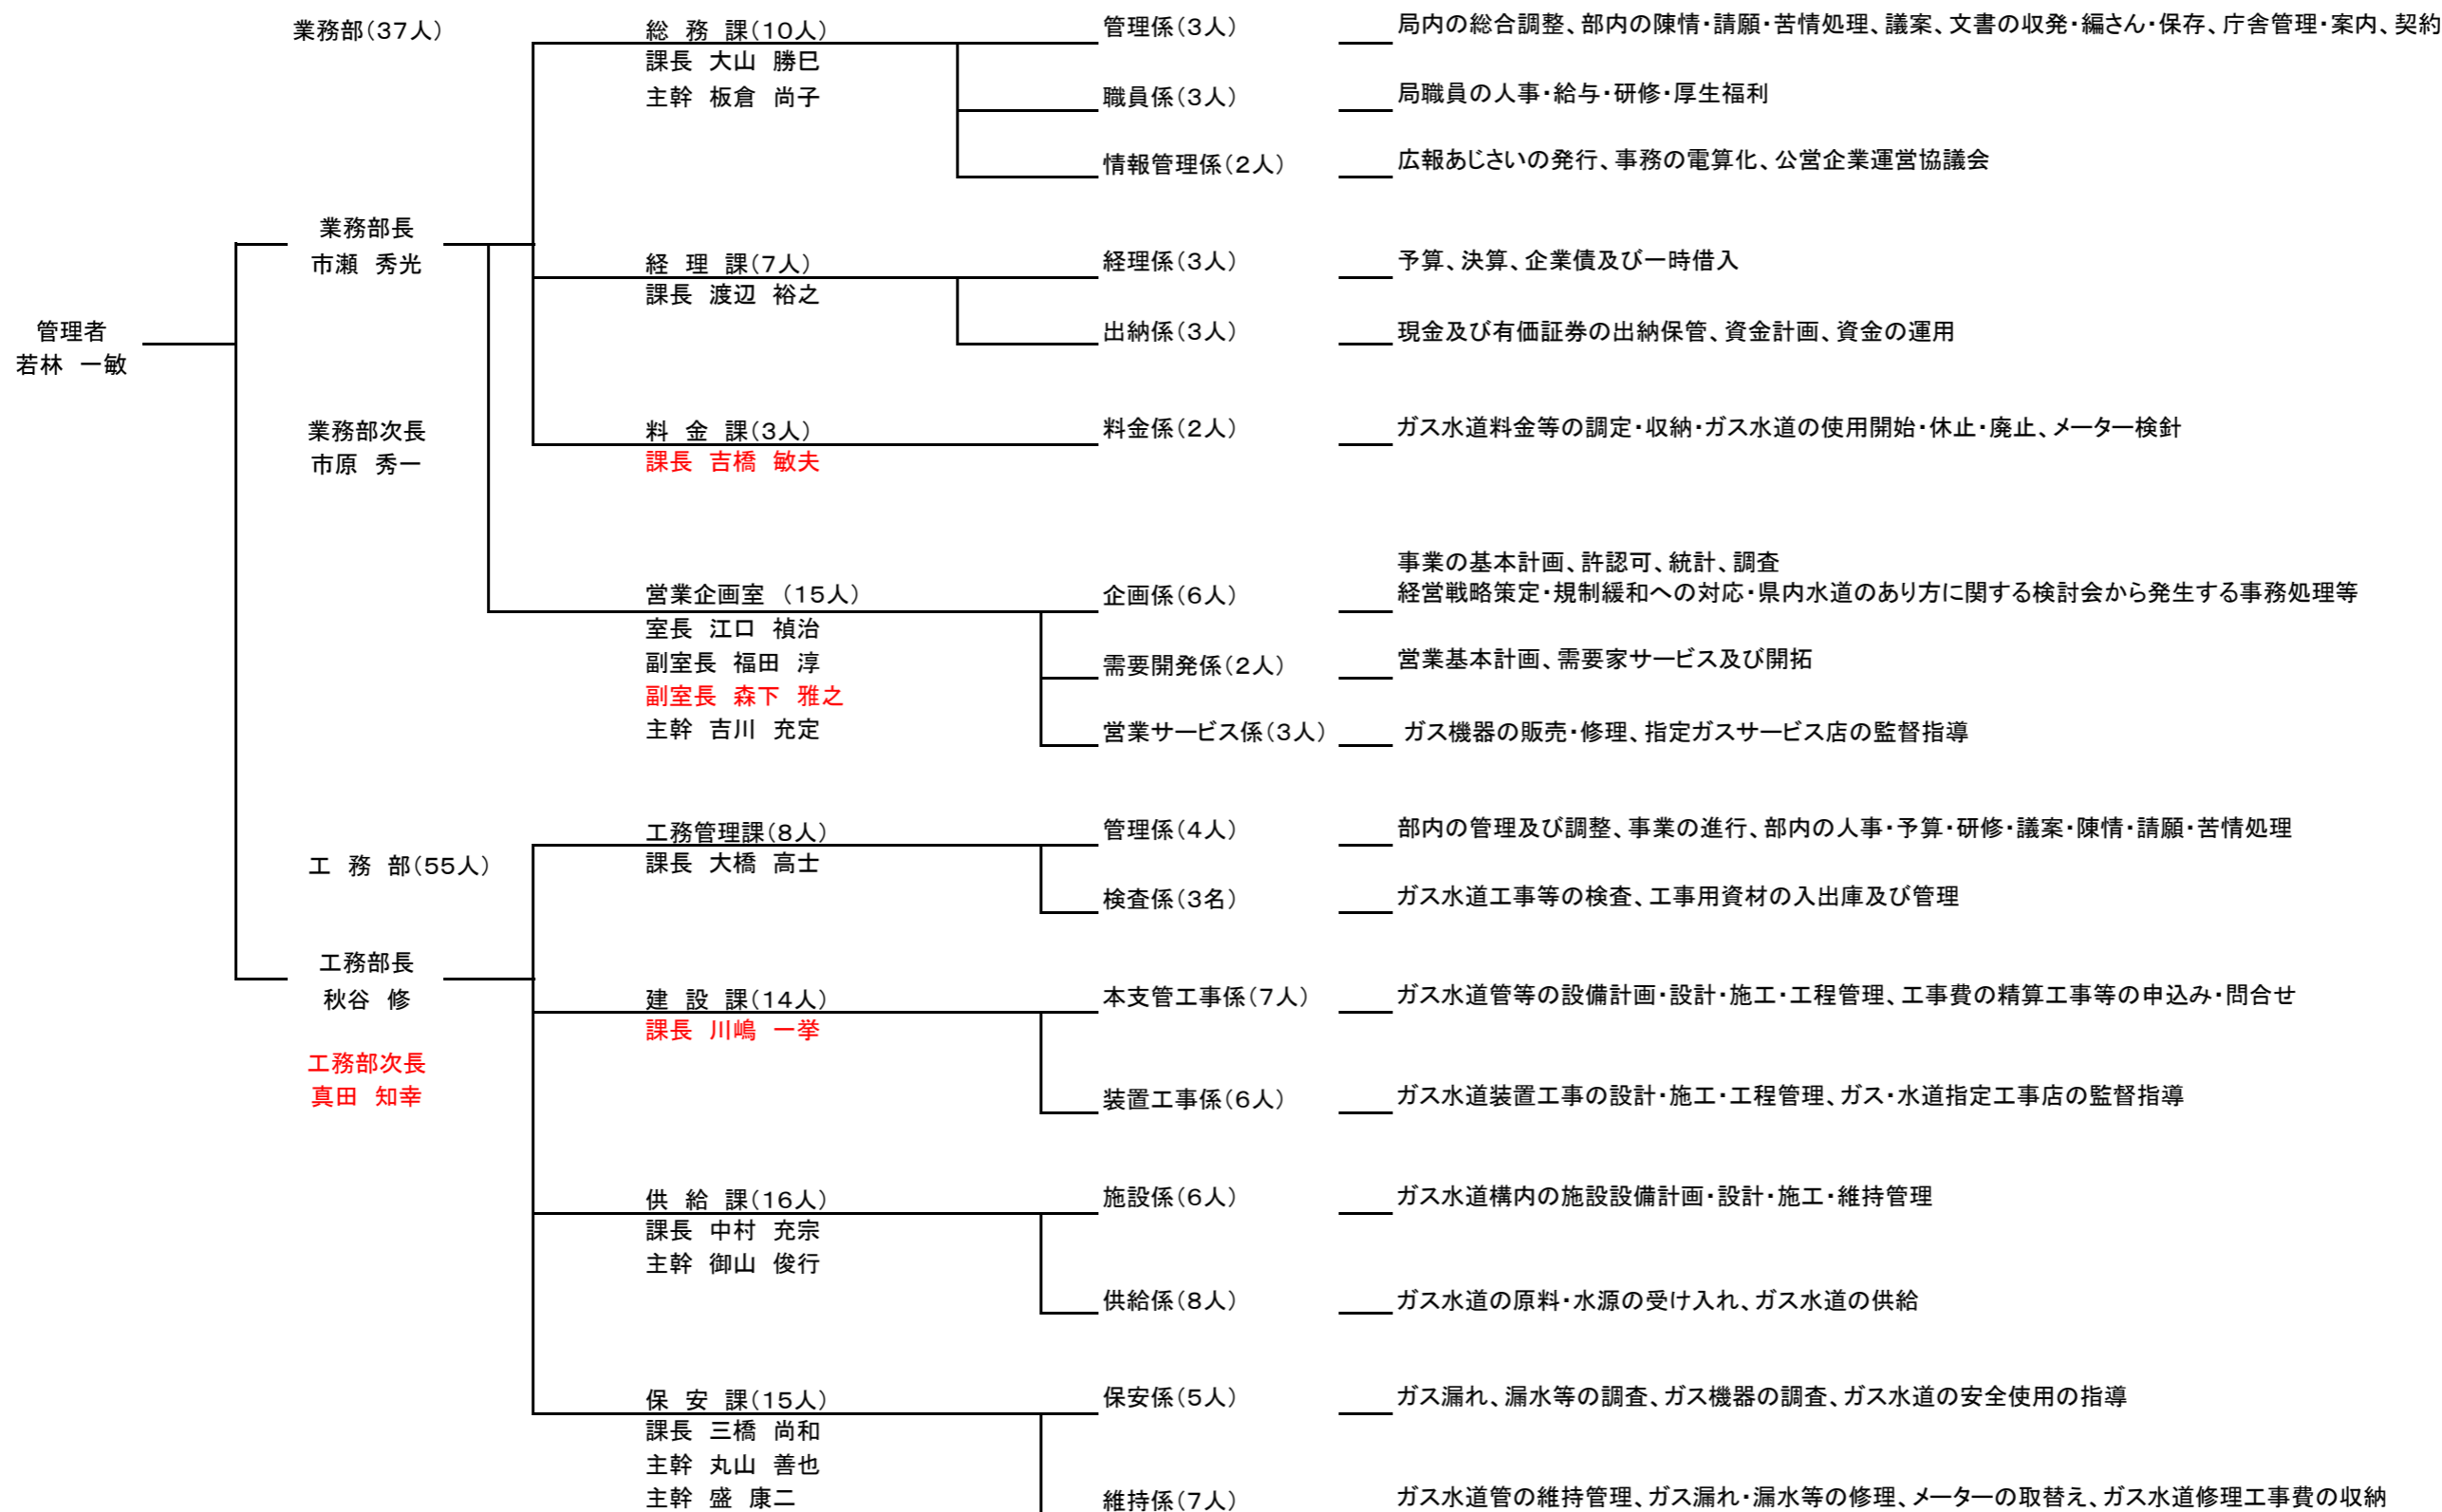 業務部(37人)
総　務　課(10人)
課長　大山　勝巳
主幹　板倉　尚子
管理係(3人)
局内の総合調整、部内の陳情・請願・苦情処理、議案、文書の収発・編さん・保存、庁舎管理・案内、契約
職員係(3人)
局職員の人事・給与・研修・厚生福利
情報管理係(2人)
広報あじさいの発行、事務の電算化、公営企業運営協議会
管理者
若林　一敏
業務部長
市瀬　秀光
業務部次長
市原　秀一
経　理　課(7人)
課長　渡辺　裕之
経理係(3人)
予算、決算、企業債及び一時借入
出納係(3人)
現金及び有価証券の出納保管、資金計画、資金の運用
料　金　課(3人)
課長　吉橋　敏夫
料金係(2人)
ガス水道料金等の調定・収納・ガス水道の使用開始・休止・廃止、メーター検針
営業企画室　(15人)
室長　江口　禎治
副室長　福田　淳
副室長　森下　雅之
主幹　吉川　充定
企画係(6人)
事業の基本計画、許認可、統計、調査
経営戦略策定・規制緩和への対応・県内水道のあり方に関する検討会から発生する事務処理等
需要開発係(2人)
営業基本計画、需要家サービス及び開拓
営業サービス係(3人)
ガス機器の販売・修理、指定ガスサービス店の監督指導
工　務　部(55人)
工務部長
秋谷　修
工務部次長
真田　知幸
工務管理課(8人)
課長　大橋　高士
管理係(4人)
部内の管理及び調整、事業の進行、部内の人事・予算・研修・議案・陳情・請願・苦情処理
検査係(3名)
ガス水道工事等の検査、工事用資材の入出庫及び管理
建　設　課(14人)
課長　川嶋　一挙
本支管工事係(7人)
ガス水道管等の設備計画・設計・施工・工程管理、工事費の精算工事等の申込み・問合せ
装置工事係(6人)
ガス水道装置工事の設計・施工・工程管理、ガス・水道指定工事店の監督指導
供　給　課(16人)
課長　中村　充宗
主幹　御山　俊行
施設係(6人)
ガス水道構内の施設設備計画・設計・施工・維持管理
供給係(8人)
ガス水道の原料・水源の受け入れ、ガス水道の供給
保　安　課(15人)
課長　三橋　尚和
主幹　丸山　善也
主幹　盛　康二
保安係(5人)
ガス漏れ、漏水等の調査、ガス機器の調査、ガス水道の安全使用の指導
維持係(7人)
ガス水道管の維持管理、ガス漏れ・漏水等の修理、メーターの取替え、ガス水道修理工事費の収納